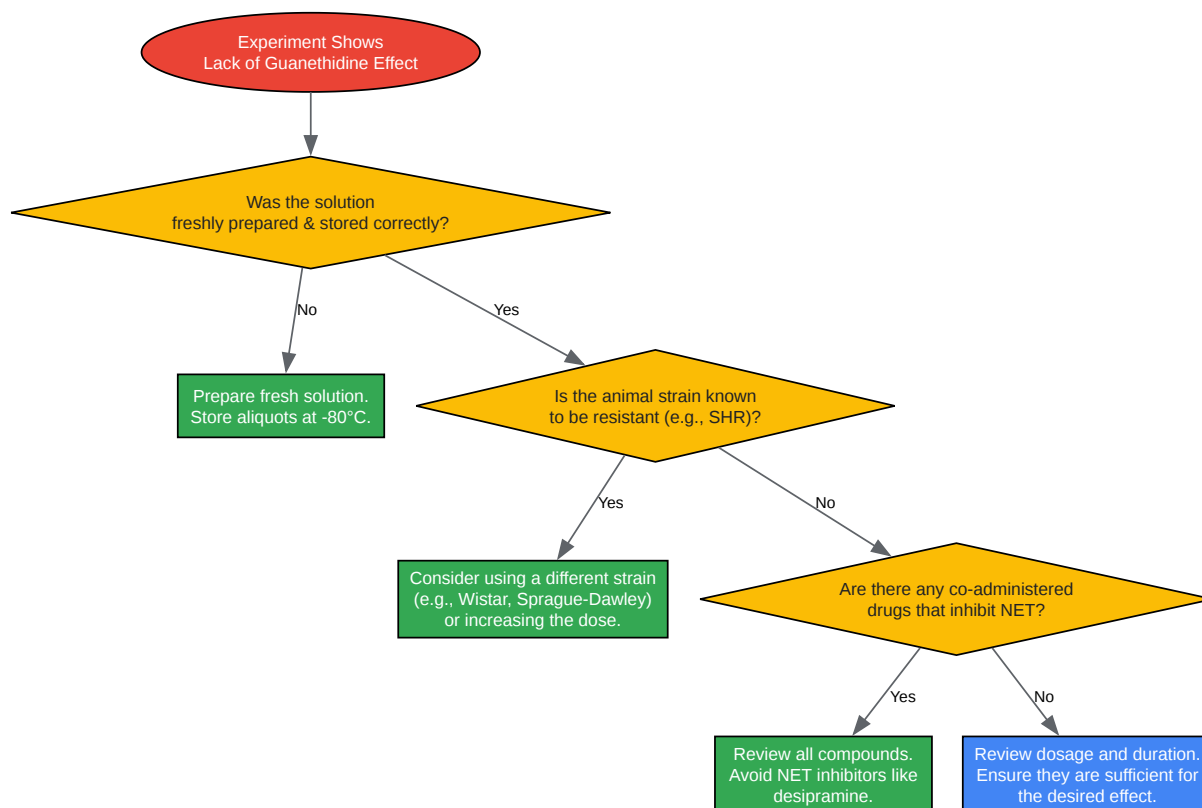 Experiment Shows
Lack of Guanethidine Effect
Was the solution
freshly prepared & stored correctly?
No
Yes
Prepare fresh solution.
Store aliquots at -80°C.
Is the animal strain known
to be resistant (e.g., SHR)?
Yes
No
Consider using a different strain
(e.g., Wistar, Sprague-Dawley)
or increasing the dose.
Are there any co-administered
drugs that inhibit NET?
Yes
No
Review all compounds.
Avoid NET inhibitors like
desipramine.
Review dosage and duration.
Ensure they are sufficient for
the desired effect.